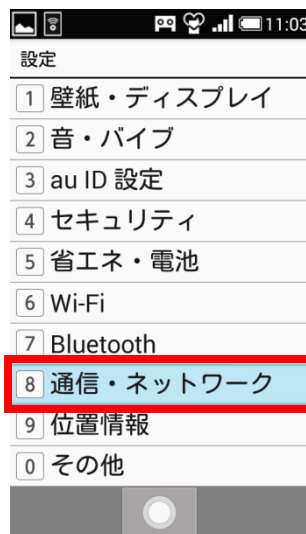 11:03
設定
1 壁紙・ディスプレイ
2 音・バイブ
3 au ID 設定
4 セキュリティ
5 省エネ・電池
6 Wi-Fi
7 Bluetooth
8 通信・ネットワーク
9 位置情報
0 その他